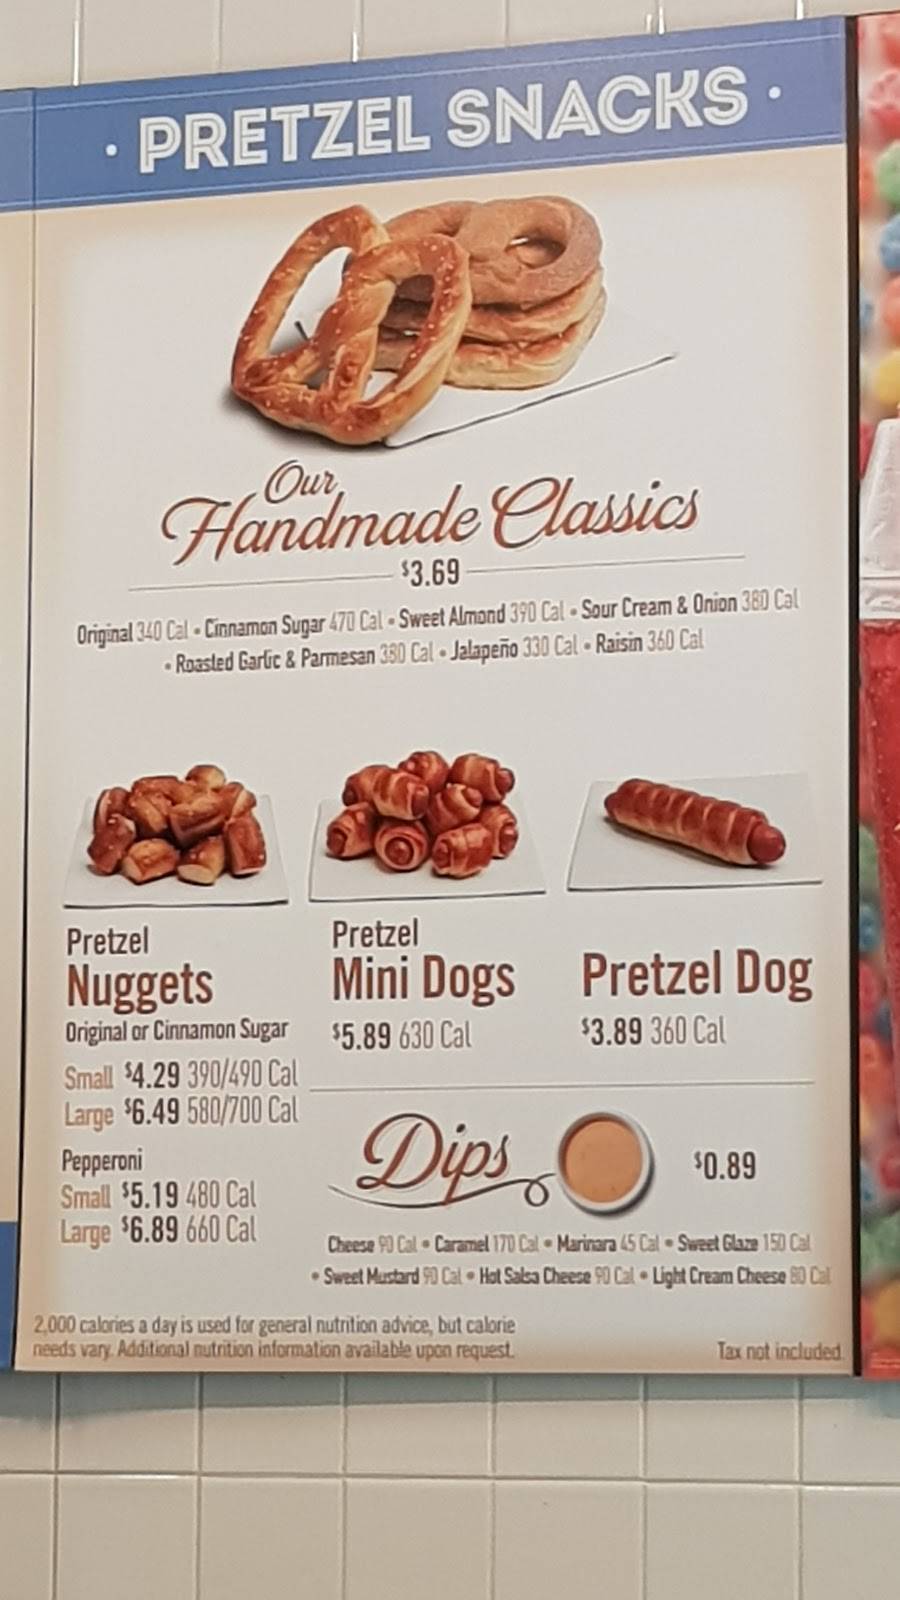 · PRETZEL SNACKS ·
Our
Handmade Classics
$3.69
Original 340 Cal • Cinnamon Sugar 470 Cal • Sweet Almond 390 Cal • Sour Cream & Onion 380 Cal
• Roasted Garlic & Parmesan 380 Cal • Jalapeño 330 Cal • Raisin 360 Cal
Pretzel
Nuggets
Original or Cinnamon Sugar
Small $4.29 390/490 Cal
Large $6.49 580/700 Cal
Pepperoni
Small $5.19 480 Cal
Large $6.89 660 Cal
Pretzel
Mini Dogs
$5.89 630 Cal
Pretzel Dog
$3.89 360 Cal
Dips
$0.89
Cheese 90 Cal • Caramel 170 Cal • Marinara 45 Cal • Sweet Glaze 150 Cal
• Sweet Mustard 90 Cal • Hot Salsa Cheese 90 Cal • Light Cream Cheese 80 Cal
2,000 calories a day is used for general nutrition advice, but calorie
needs vary. Additional nutrition information available upon request.
Tax not included.